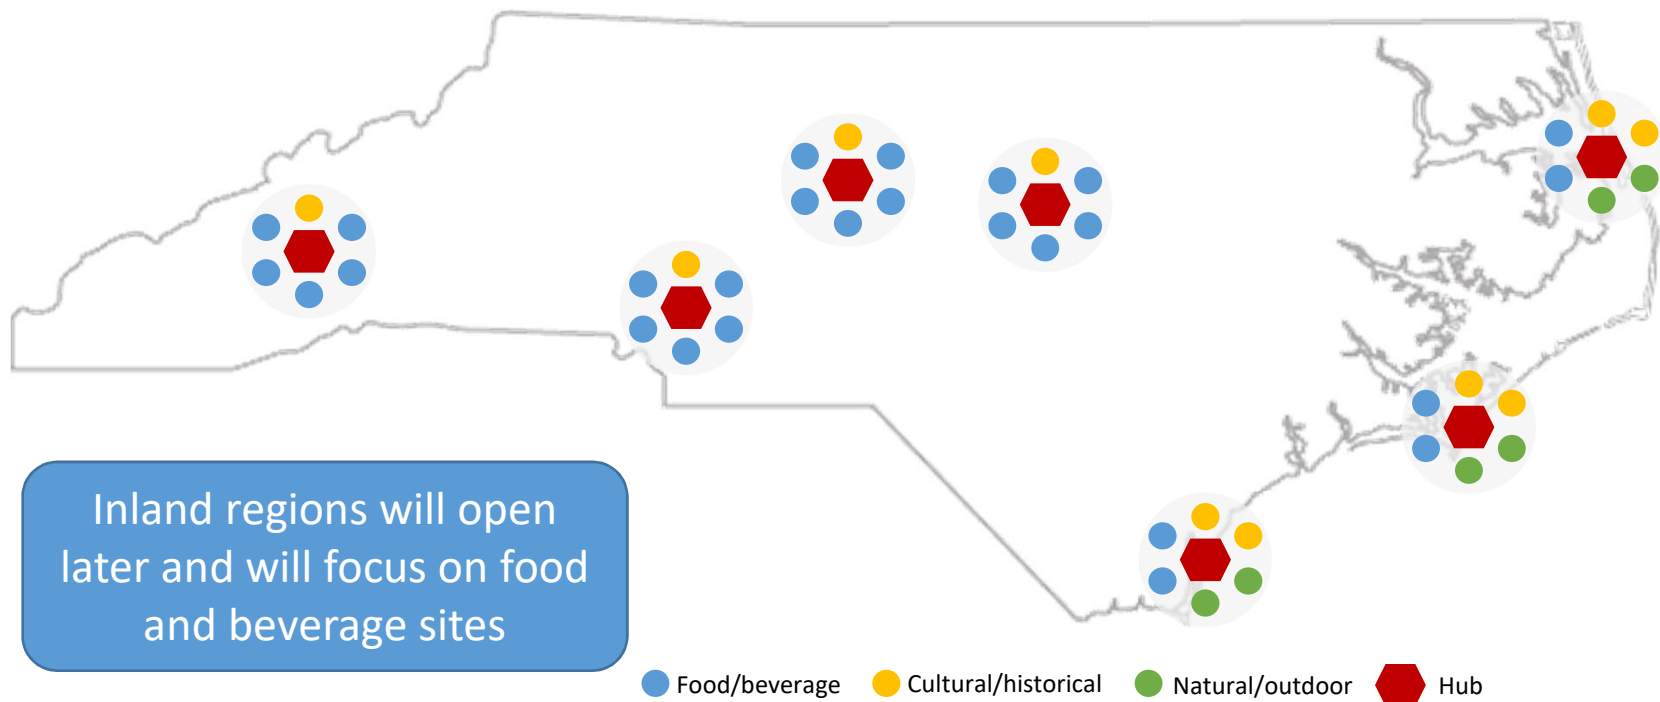 Inland regions will open
later and will focus on food
and beverage sites
Food/beverage
Cultural/historical
Natural/outdoor
Hub